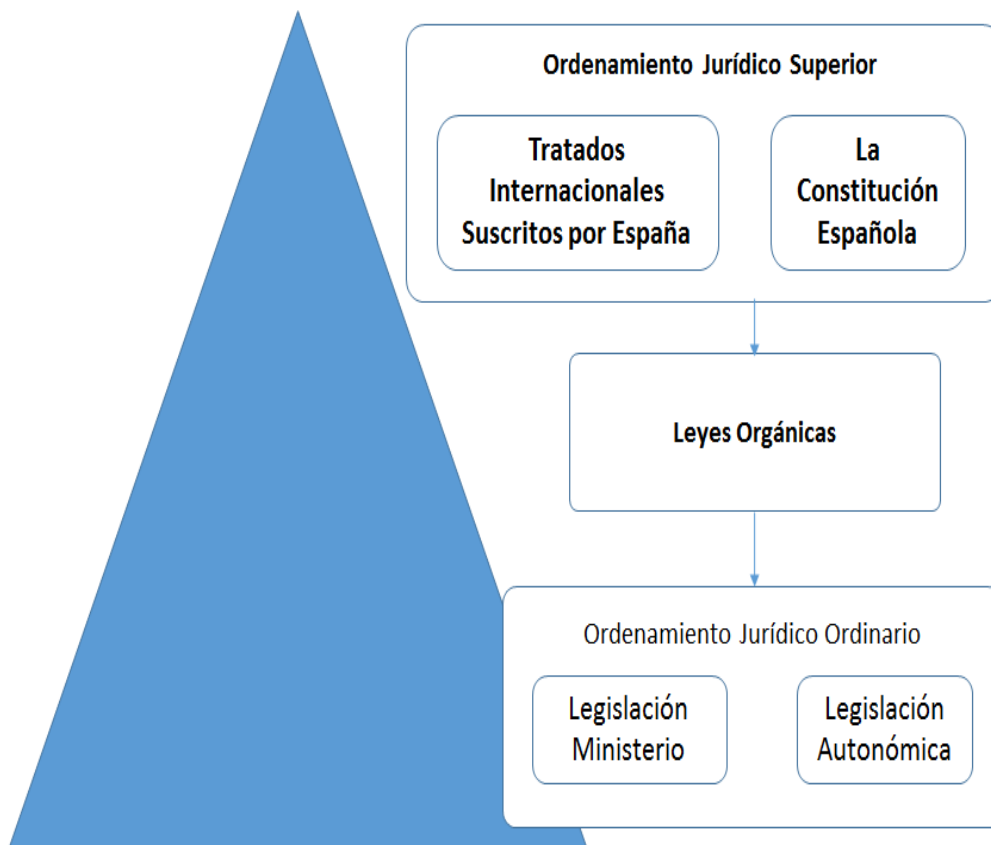 Ordenamiento Jurídico Superior
Tratados
Internacionales
Suscritos por España
La
Constitución
Española
Leyes Orgánicas
Ordenamiento Jurídico Ordinario
Legislación
Ministerio
Legislación
Autonómica